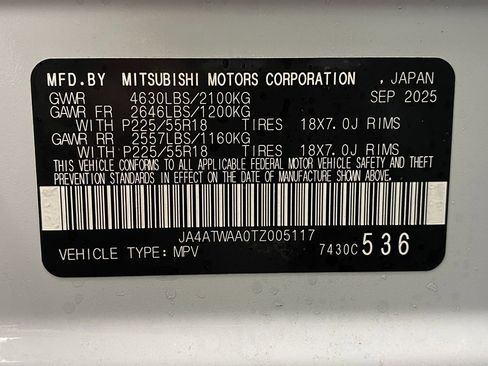 MFD.BY MITSUBISHI MOTORS CORPORATION , JAPAN
GVWR 4630LBS/2100KG SEP 2025
GAWR FR 2646LBS/1200KG
WITH P225/55R18 TIRES 18X7.0J RIMS
GAWR RR 2557LBS/1160KG
WITH P225/55R18 TIRES 18X7.0J RIMS
THIS VEHICLE CONFORMS TO ALL APPLICABLE FEDERAL MOTOR VEHICLE SAFETY AND THEFT
PREVENTION STANDARDS IN EFFECT ON THE DATE OF MANUFACTURE SHOWN ABOVE.
JA4ATWAA0TZ005117
VEHICLE TYPE: MPV 7430C 536